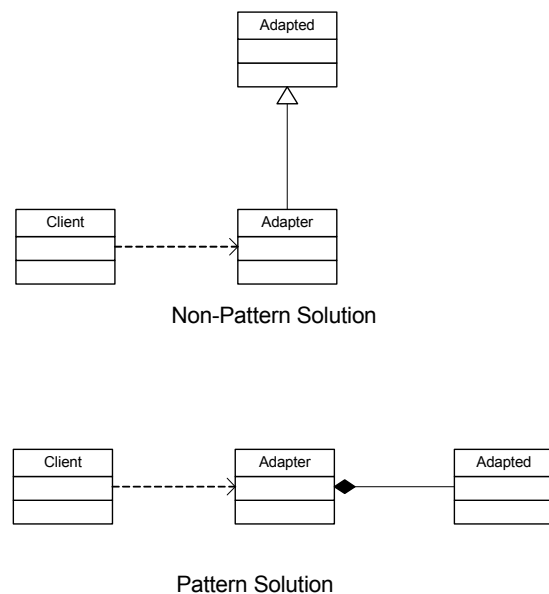 Adapted
Client
Adapter
Non-Pattern Solution
Client
Adapter
Adapted
Pattern Solution